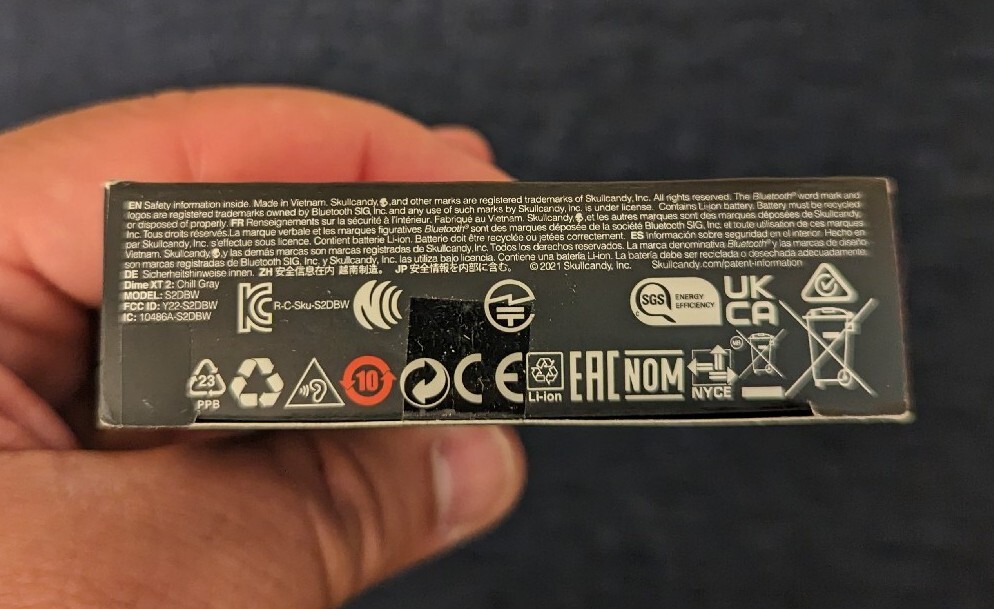 EN Safety information inside. Made in Vietnam. Skullcandy, and other marks are registered trademarks of Skullcandy, Inc. All rights reserved. The Bluetooth® word mark and
logos are registered trademarks owned by Bluetooth SIG, Inc. and any use of such marks by Skullcandy, Inc. is under license. Contains Li-ion battery. Battery must be recycled
or disposed of properly. FR Renseignements sur la sécurité à l'intérieur. Fabriqué au Vietnam. Skullcandy, et les autres marques sont des marques déposées de Skullcandy,
Inc. Tous droits réservés. La marque verbale et les marques figuratives Bluetooth® sont des marques déposée de la société Bluetooth SIG, Inc. et toute utilisation de ces marques
par Skullcandy, Inc. s'effectue sous licence. Contient batterie Li-ion. Batterie doit être recyclée ou jetées correctement. ES Información sobre seguridad en el interior. Hecho en
Vietnam. Skullcandy, y las demás marcas son marcas registradas de Skullcandy, Inc. Todos los derechos reservados. La marca denominativa Bluetooth® y las marcas de diseño
son marcas registradas de Bluetooth SIG, Inc. y Skullcandy, Inc. las utiliza bajo licencia. Contiene una batería Li-ion. La batería debe ser reciclada o desechada adecuadamente.
DE Sicherheitshinweise innen. ZH 安全信息在内 越南制造。 JP 安全情報を内部に含む。 © 2021 Skullcandy, Inc. Skullcandy.com/patent-information
Dime XT 2: Chill Gray
MODEL: S2DBW
FCC ID: Y22-S2DBW
IC: 10486A-S2DBW
R-C-Sku-S2DBW
SGS ENERGY EFFICIENCY
UK
CA
23
PPB
10
CE
Li-ion
EAC
NOM
NYCE